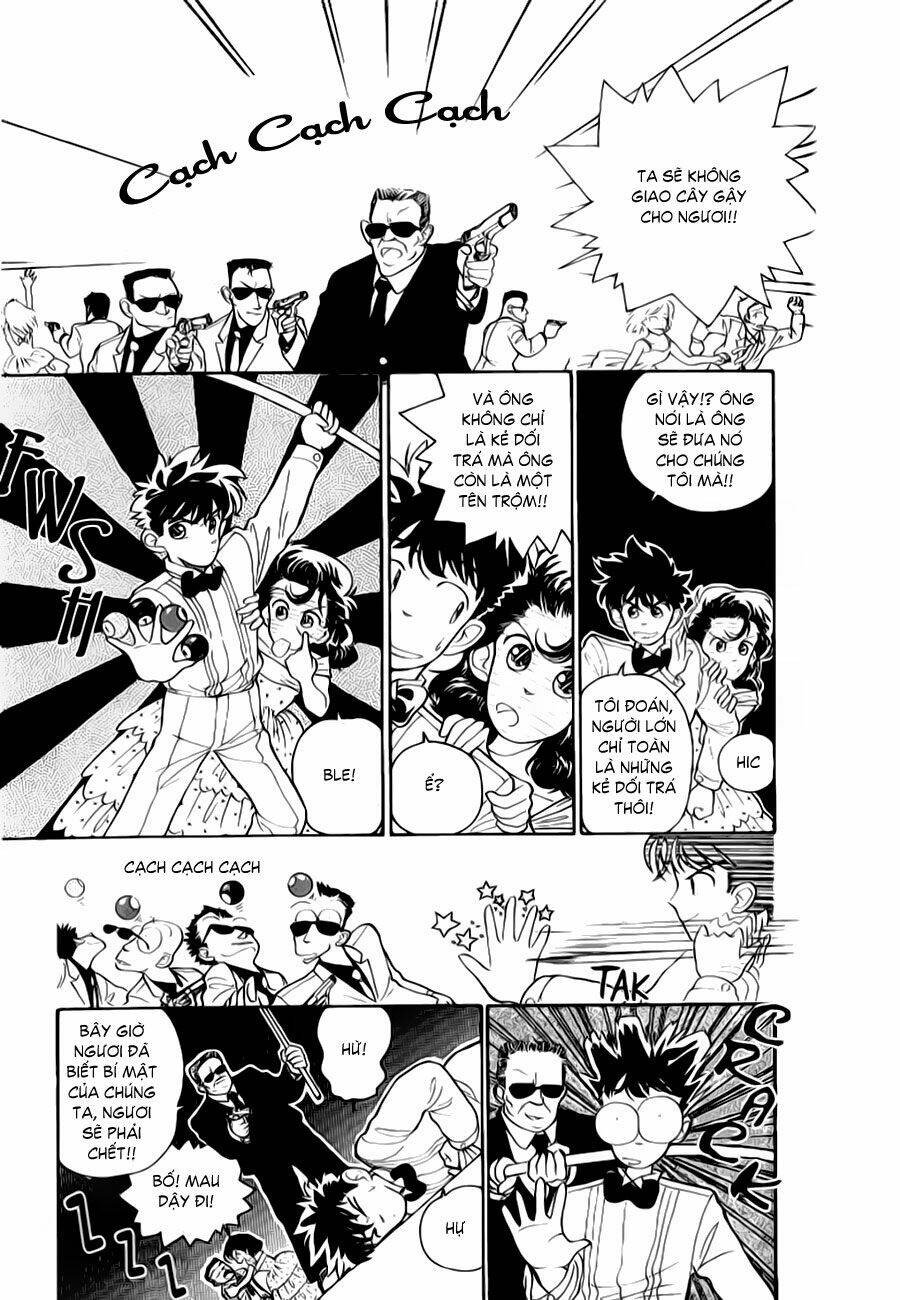 Cạch Cạch Cạch
TA SẼ KHÔNG
GIAO CÂY GẬY
CHO NGƯƠI!!
GÌ VẬY!? ÔNG
NÓI LÀ ÔNG
SẼ ĐƯA NÓ
CHO CHÚNG
TÔI MÀ!!
TÔI ĐOÁN,
NGƯỜI LỚN
CHỈ TOÀN
LÀ NHỮNG
KẺ DỐI TRÁ
THÔI!
HIC
VÀ ÔNG
KHÔNG CHỈ
LÀ KẺ DỐI
TRÁ MÀ ÔNG
CÒN LÀ MỘT
TÊN TRỘM!!
Ể?
FWSH
BLE!
TAK
CẠCH CẠCH CẠCH
CRACK
HỪ!
HỰ
BÂY GIỜ
NGƯƠI ĐÃ
BIẾT BÍ MẬT
CỦA CHÚNG
TA, NGƯƠI
SẼ PHẢI
CHẾT!!
BỐ! MAU
DẬY ĐI!
ZZZZ